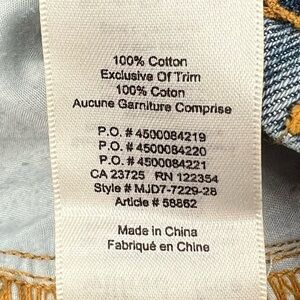 100% Cotton
Exclusive Of Trim
100% Coton
Aucune Garniture Comprise
P.O. # 4500084219
P.O. # 4500084220
P.O. # 4500084221
CA 23725 RN 122354
Style # MJD7-7229-28
Article # 58862
Made in China
Fabriqué en Chine